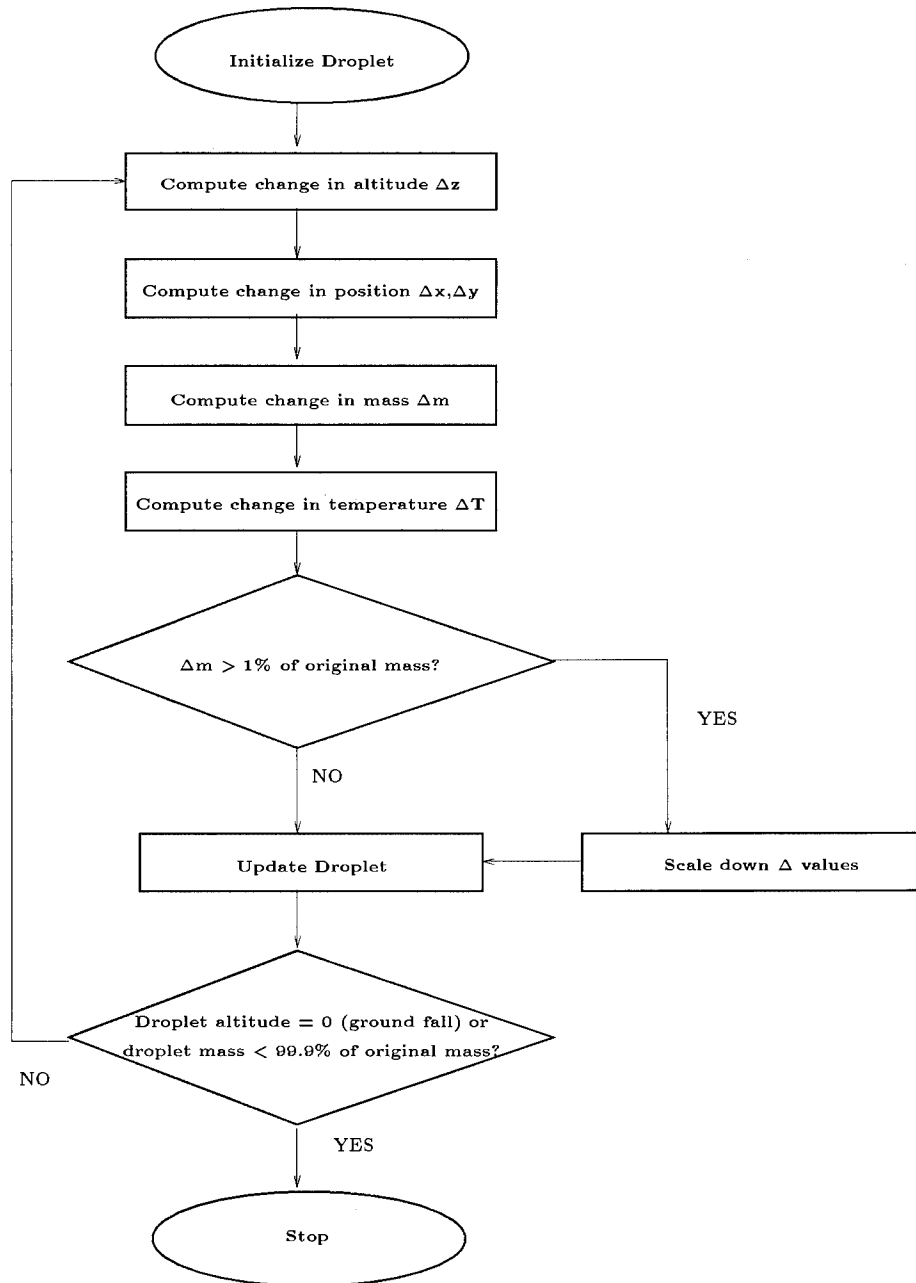 Initialize Droplet
Compute change in altitude Δz
Compute change in position Δx,Δy
Compute change in mass Δm
Compute change in temperature ΔT
Δm > 1% of original mass?
YES
NO
Update Droplet
Scale down Δ values
Droplet altitude = 0 (ground fall) or
droplet mass < 99.9% of original mass?
NO
YES
Stop